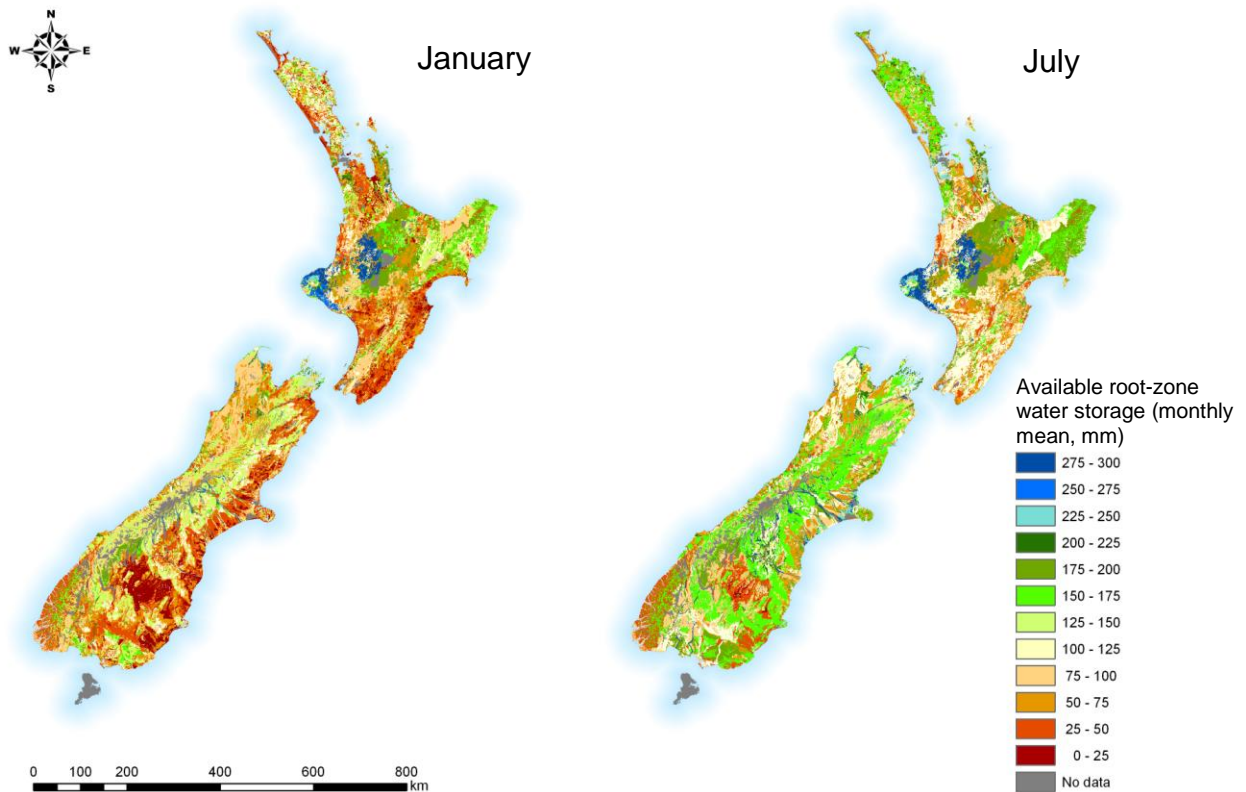 N
W E
S
January
July
Available root-zone
water storage (monthly
mean, mm)
275 - 300
250 - 275
225 - 250
200 - 225
175 - 200
150 - 175
125 - 150
100 - 125
75 - 100
50 - 75
25 - 50
0 - 25
No data
0 100 200 400 600 800
km